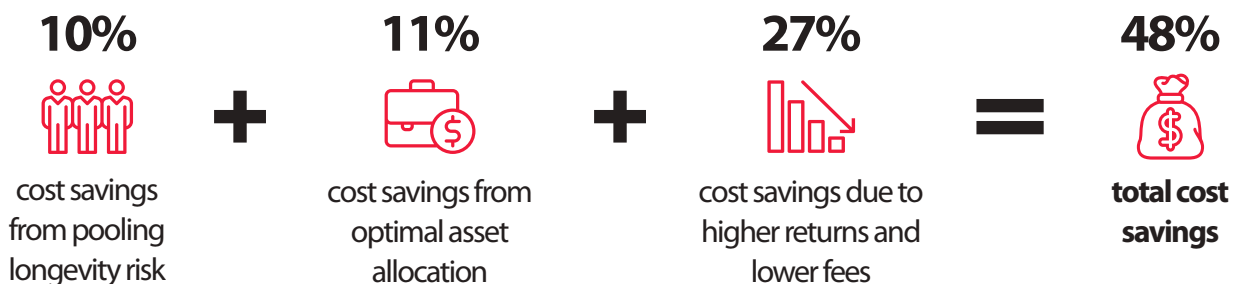 10%
+
11%
+
27%
=
48%
cost savings
from pooling
longevity risk
cost savings from
optimal asset
allocation
cost savings due to
higher returns and
lower fees
total cost
savings